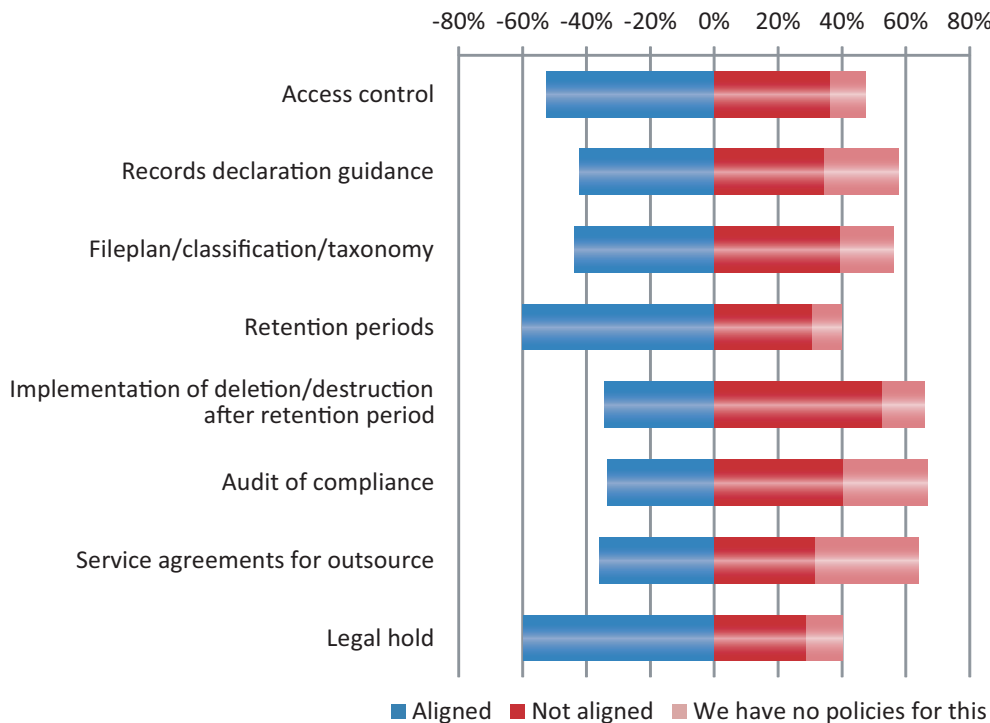 -80% -60% -40% -20% 0% 20% 40% 60% 80%
Access control
Records declaration guidance
Fileplan/classification/taxonomy
Retention periods
Implementation of deletion/destruction
after retention period
Audit of compliance
Service agreements for outsource
Legal hold
Aligned Not aligned We have no policies for this